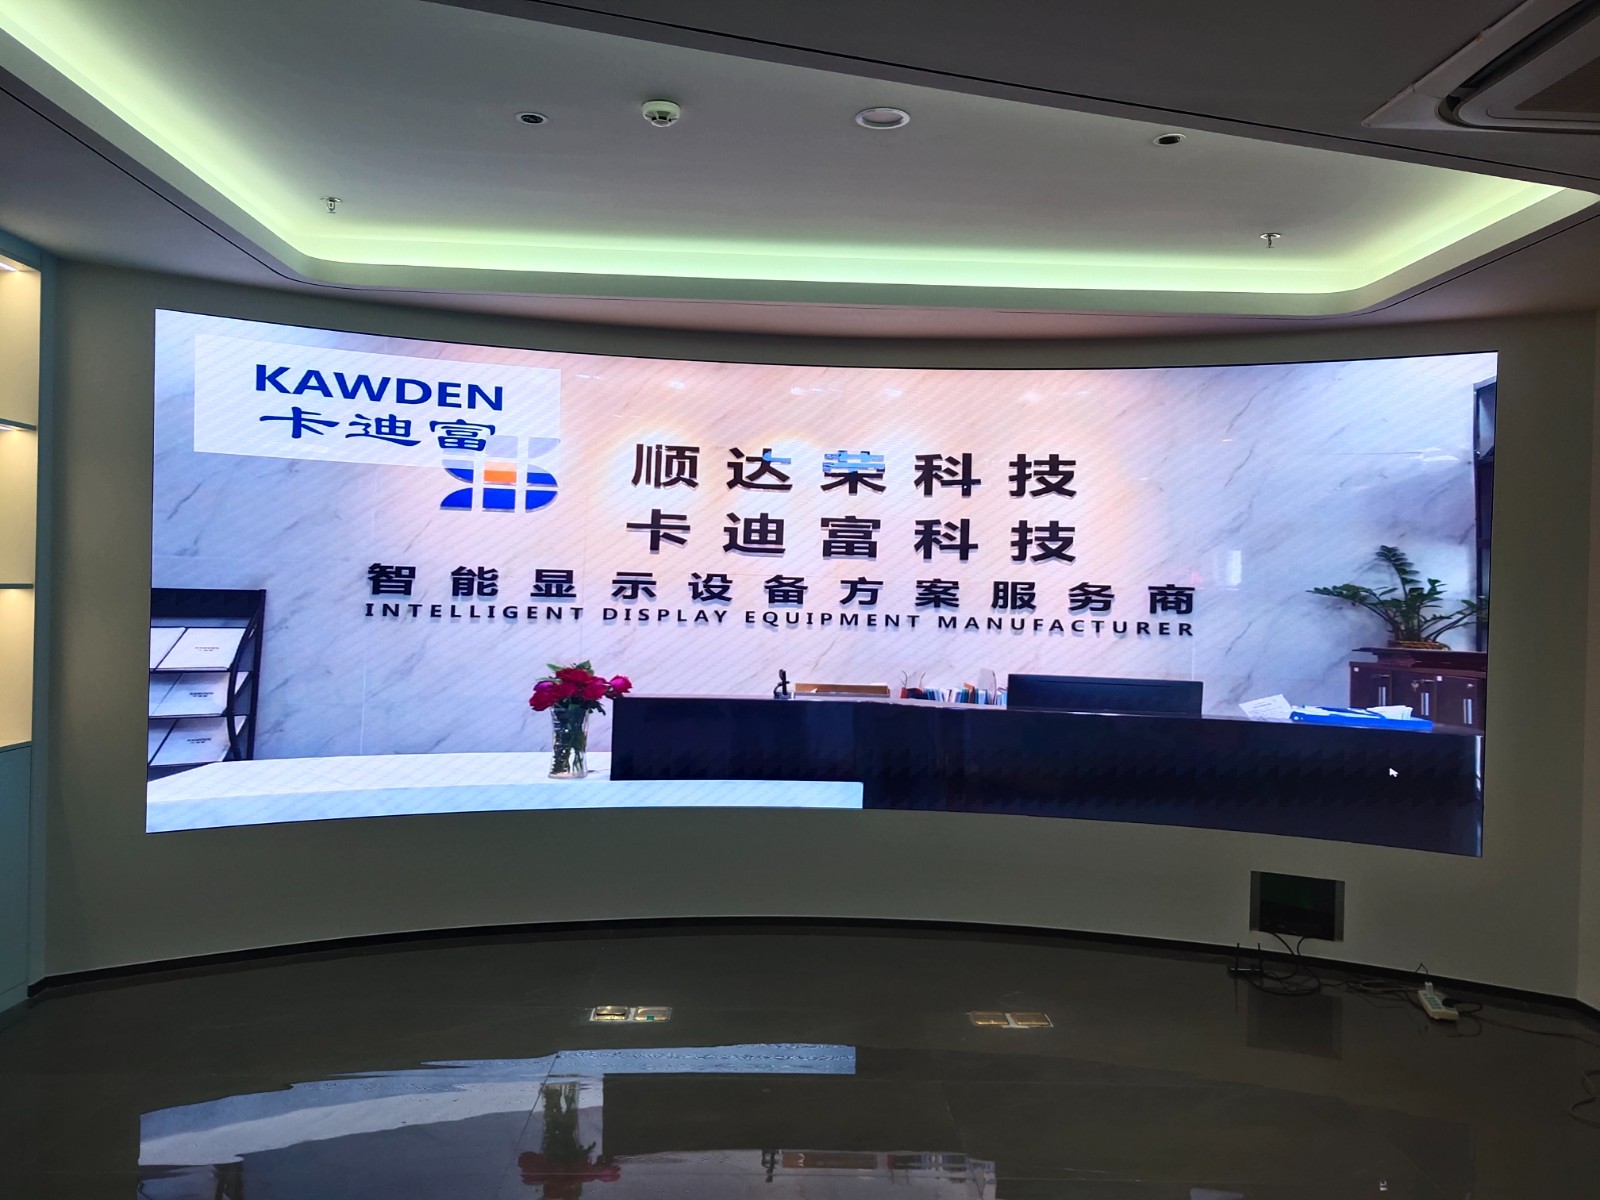 KAWDEN
卡迪富
顺达荣科技
卡迪富科技
智能显示设备方案服务商
INTELLIGENT DISPLAY EQUIPMENT MANUFACTURER